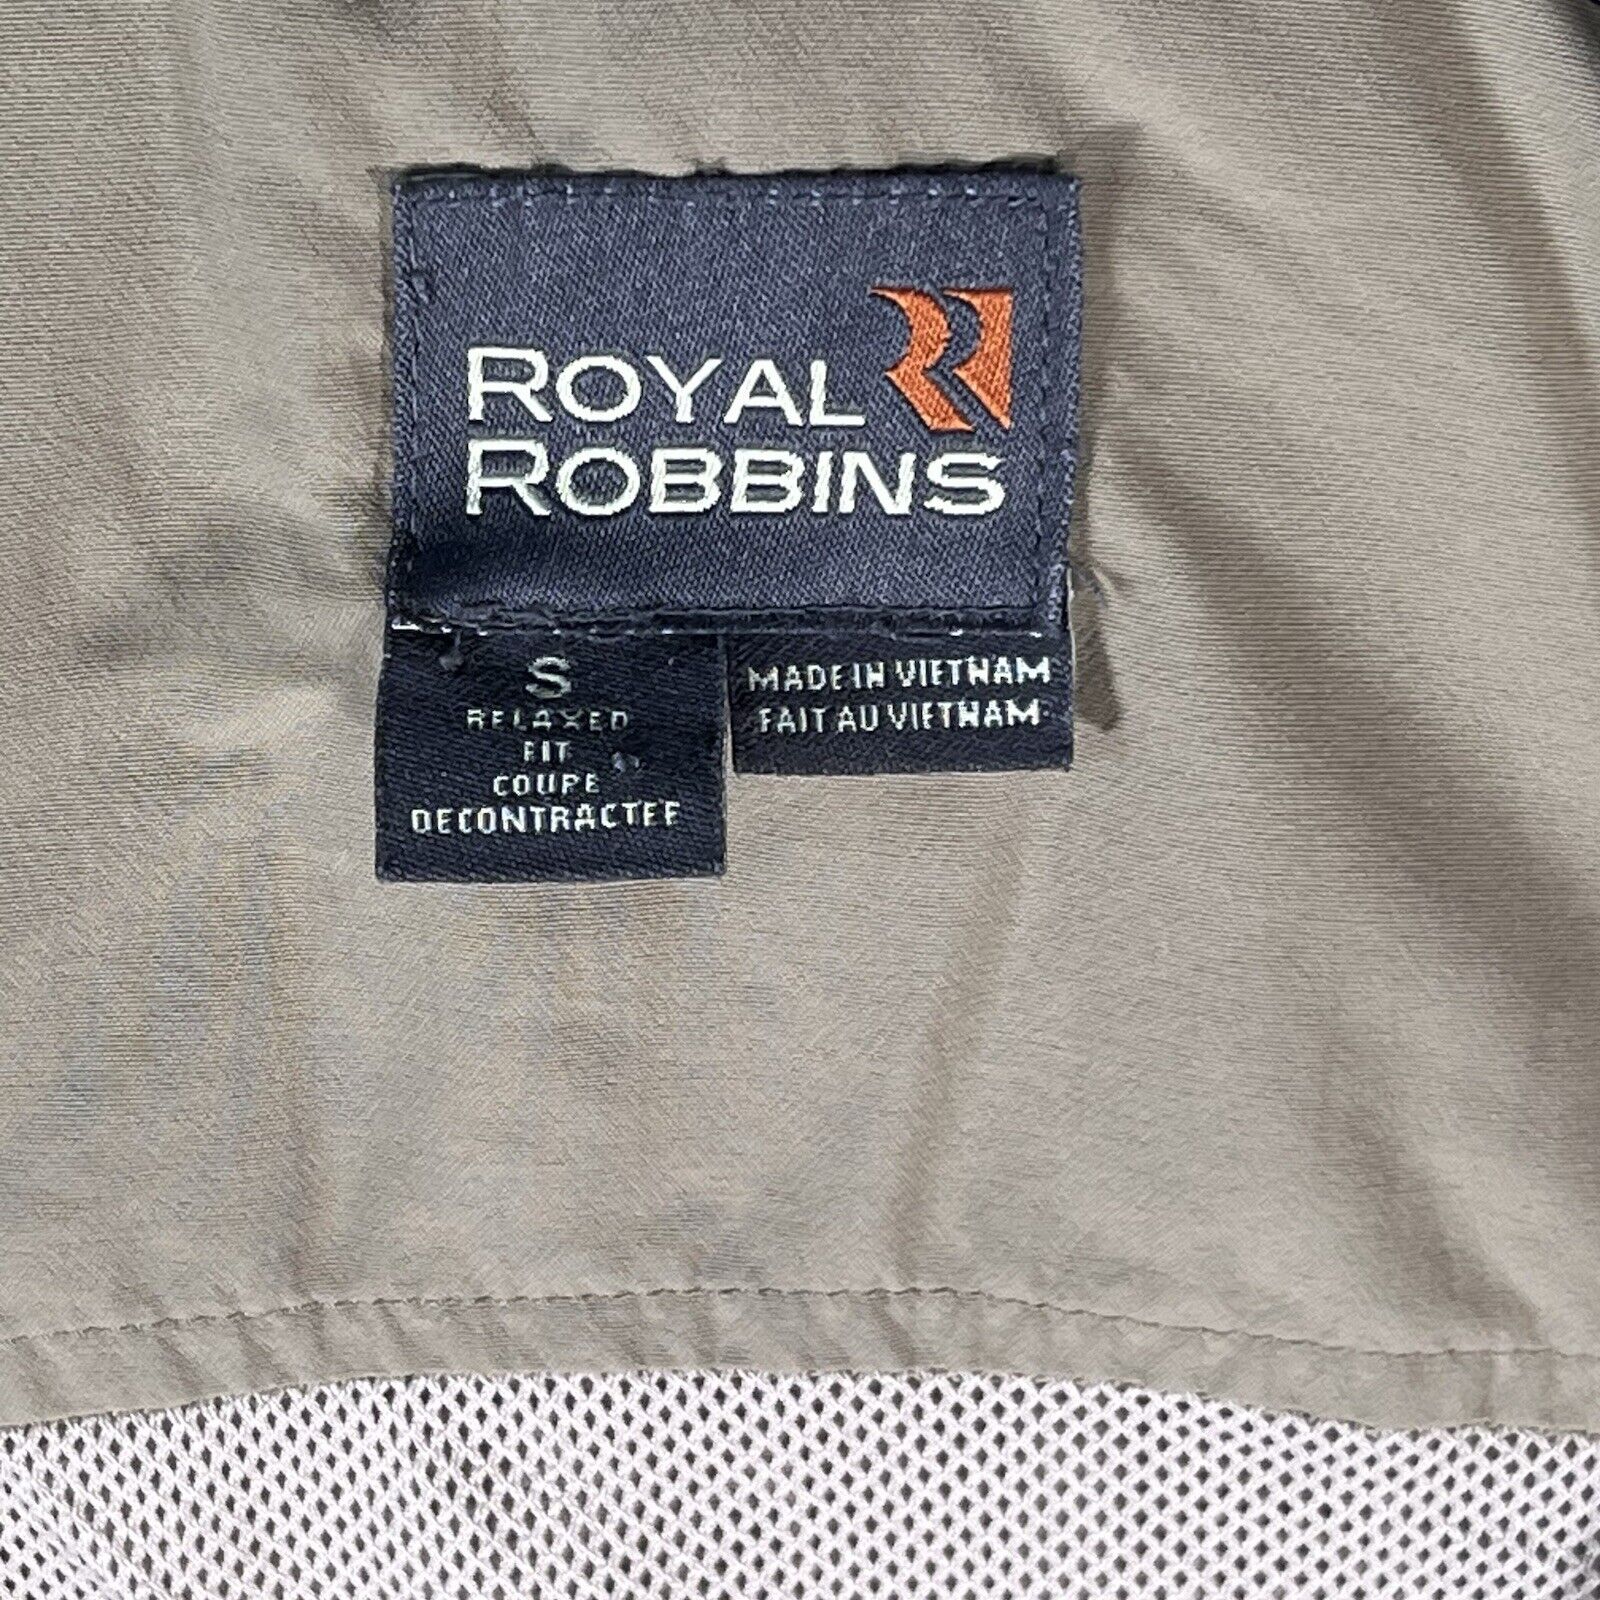 ROYAL
ROBBINS
S
RELAXED
FIT
COUPE
DECONTRACTEE
MADE IN VIETNAM
FAIT AU VIETNAM